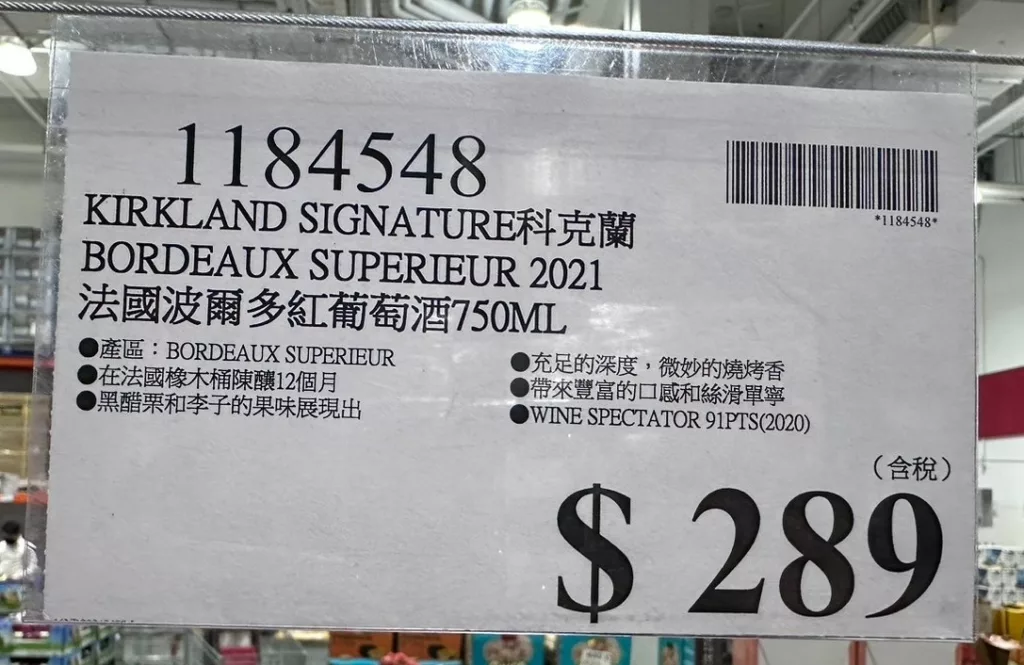 1184548
*1184548*
KIRKLAND SIGNATURE科克蘭
BORDEAUX SUPERIEUR 2021
法國波爾多紅葡萄酒750ML
●產區：BORDEAUX SUPERIEUR
●在法國橡木桶陳釀12個月
●黑醋栗和李子的果味展現出
●充足的深度，微妙的燒烤香
●帶來豐富的口感和絲滑單寧
●WINE SPECTATOR 91PTS(2020)
（含稅）
$ 289